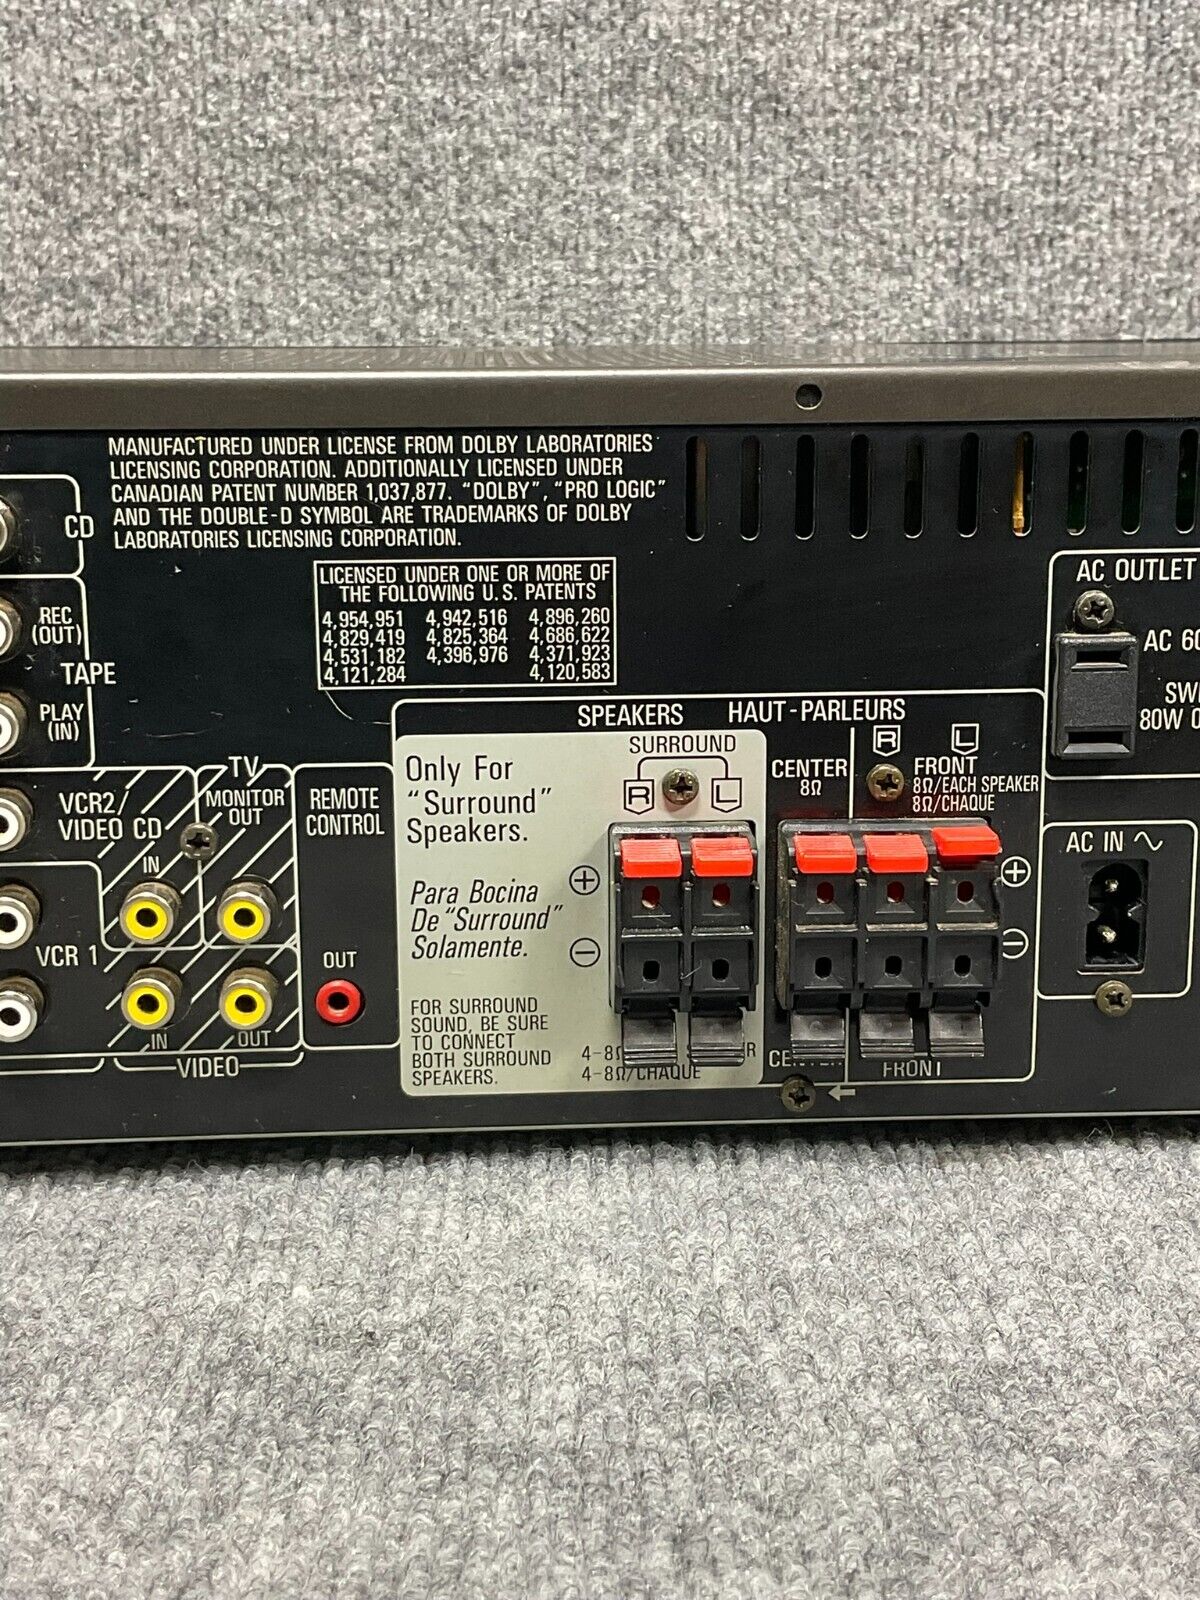 MANUFACTURED UNDER LICENSE FROM DOLBY LABORATORIES
LICENSING CORPORATION. ADDITIONALLY LICENSED UNDER
CANADIAN PATENT NUMBER 1,037,877. "DOLBY", "PRO LOGIC"
AND THE DOUBLE-D SYMBOL ARE TRADEMARKS OF DOLBY
LABORATORIES LICENSING CORPORATION.
LICENSED UNDER ONE OR MORE OF
THE FOLLOWING U.S. PATENTS
4,954,951 4,942,516 4,896,260
4,829,419 4,825,364 4,686,622
4,531,182 4,396,976 4,371,923
4,121,284 4,120,583
CD
REC
(OUT)
TAPE
PLAY
(IN)
VCR2/
VIDEO CD
IN
VCR 1
IN
TV
MONITOR
OUT
OUT
VIDEO
REMOTE
CONTROL
OUT
SPEAKERS HAUT-PARLEURS
Only For
"Surround"
Speakers.
Para Bocina
De "Surround"
Solamente.
FOR SURROUND
SOUND, BE SURE
TO CONNECT
BOTH SURROUND
SPEAKERS.
SURROUND
R L
+
−
4-8Ω
4-8Ω/CHAQUE
CENTER
8Ω
R L
FRONT
8Ω/EACH SPEAKER
8Ω/CHAQUE
+
−
CENTER
FRONT
AC OUTLET
AC 60
80W
AC IN ~